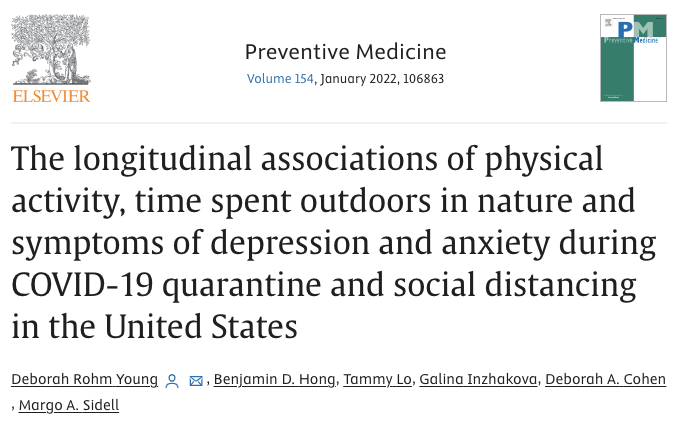 Preventive Medicine
Volume 154, January 2022, 106863
ELSEVIER
PM
Preventive Medicine
The longitudinal associations of physical
activity, time spent outdoors in nature and
symptoms of depression and anxiety during
COVID-19 quarantine and social distancing
in the United States
Deborah Rohm Young , Benjamin D. Hong, Tammy Lo, Galina Inzhakova, Deborah A. Cohen
, Margo A. Sidell